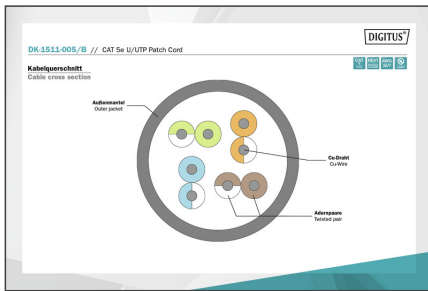 DIGITUS®
DK-1511-005/B // CAT 5e U/UTP Patch Cord
Kabelquerschnitt
Cable cross section
Außenmantel
Outer jacket
Cu-Draht
Cu-Wire
Adernpaare
Twisted pair